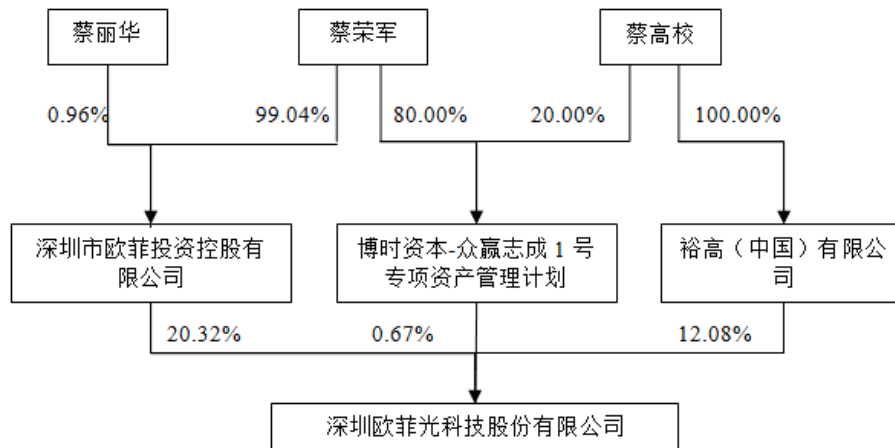 蔡丽华
蔡荣军
蔡高校
0.96%
99.04%
80.00%
20.00%
100.00%
深圳市欧菲投资控股有
限公司
博时资本-众赢志成 1 号
专项资产管理计划
裕高（中国）有限公
司
20.32%
0.67%
12.08%
深圳欧菲光科技股份有限公司